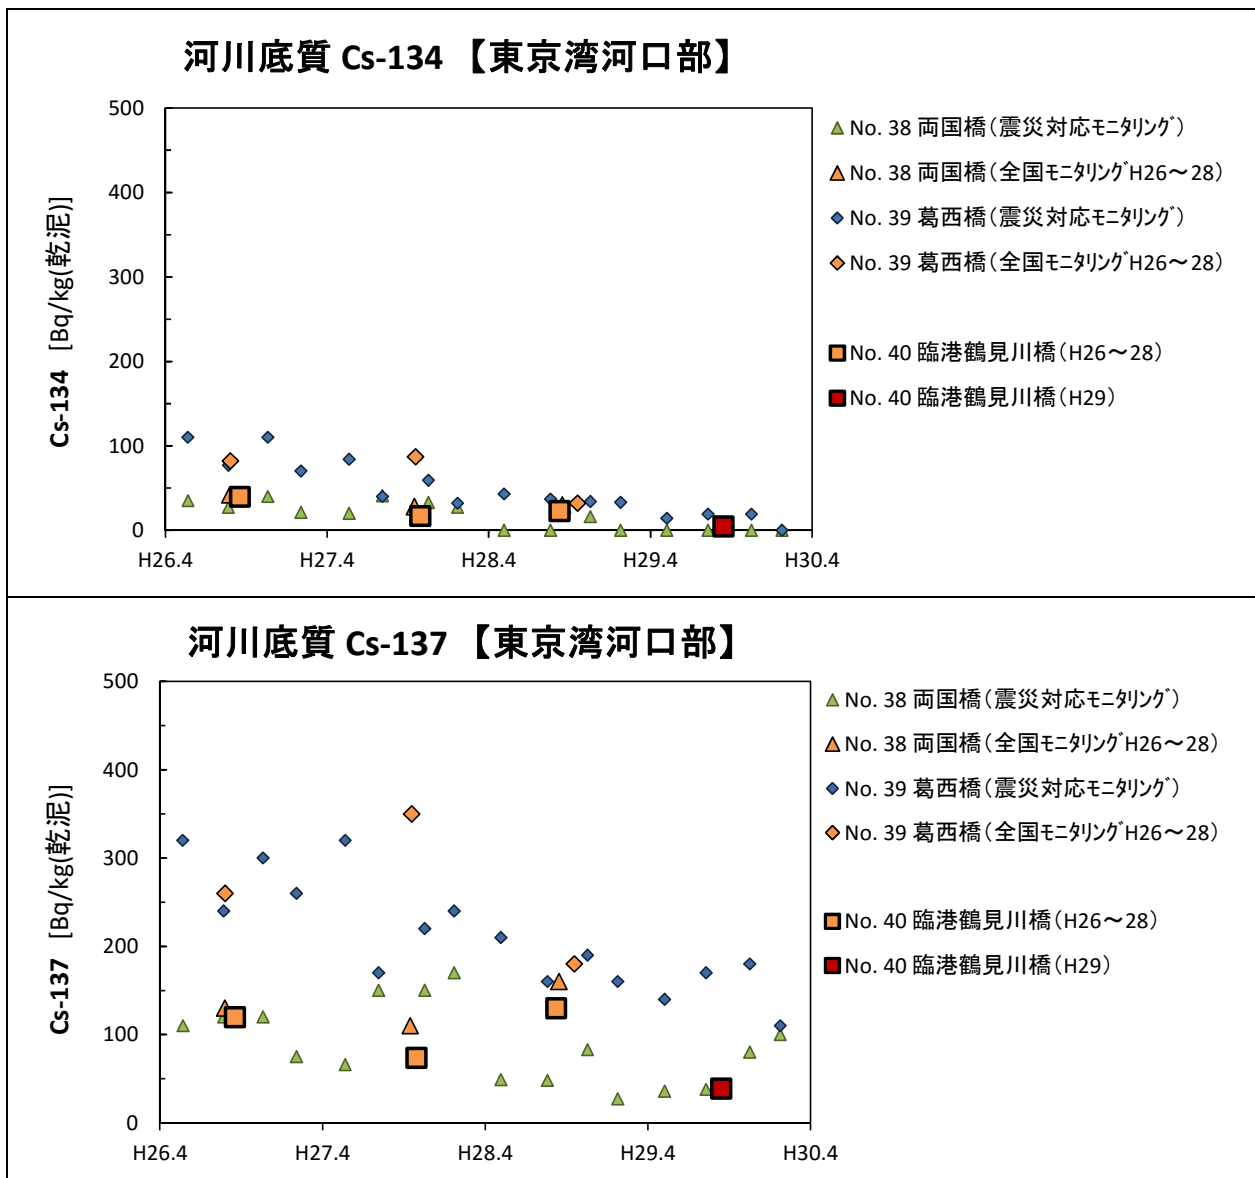 河川底質 Cs-134 【東京湾河口部】
Cs-134 [Bq/kg(乾泥)]
500
400
300
200
100
0
H26.4 H27.4 H28.4 H29.4 H30.4
No. 38 両国橋(震災対応ﾓﾆﾀﾘﾝｸﾞ)
No. 38 両国橋(全国ﾓﾆﾀﾘﾝｸﾞH26～28)
No. 39 葛西橋(震災対応ﾓﾆﾀﾘﾝｸﾞ)
No. 39 葛西橋(全国ﾓﾆﾀﾘﾝｸﾞH26～28)
No. 40 臨港鶴見川橋(H26～28)
No. 40 臨港鶴見川橋(H29)
河川底質 Cs-137 【東京湾河口部】
Cs-137 [Bq/kg(乾泥)]
500
400
300
200
100
0
H26.4 H27.4 H28.4 H29.4 H30.4
No. 38 両国橋(震災対応ﾓﾆﾀﾘﾝｸﾞ)
No. 38 両国橋(全国ﾓﾆﾀﾘﾝｸﾞH26～28)
No. 39 葛西橋(震災対応ﾓﾆﾀﾘﾝｸﾞ)
No. 39 葛西橋(全国ﾓﾆﾀﾘﾝｸﾞH26～28)
No. 40 臨港鶴見川橋(H26～28)
No. 40 臨港鶴見川橋(H29)